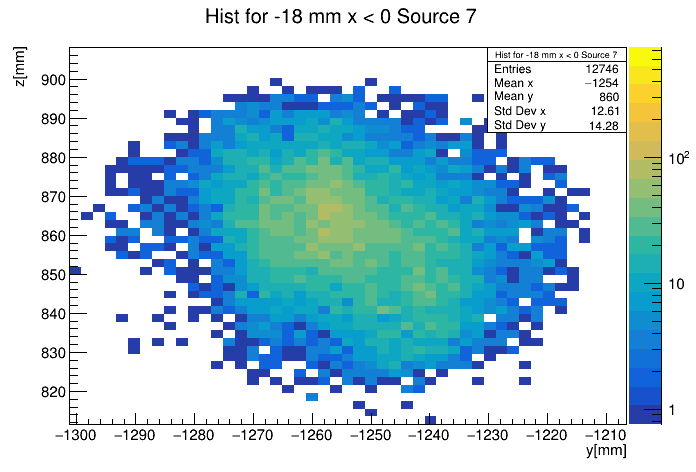 Hist for -18 mm x < 0 Source 7
z[mm]
Hist for -18 mm x < 0 Source 7
Entries 12746
Mean x −1254
Mean y 860
Std Dev x 12.61
Std Dev y 14.28
900
890
880
870
860
850
840
830
820
10²
10
1
−1300 −1290 −1280 −1270 −1260 −1250 −1240 −1230 −1220 −1210
y[mm]